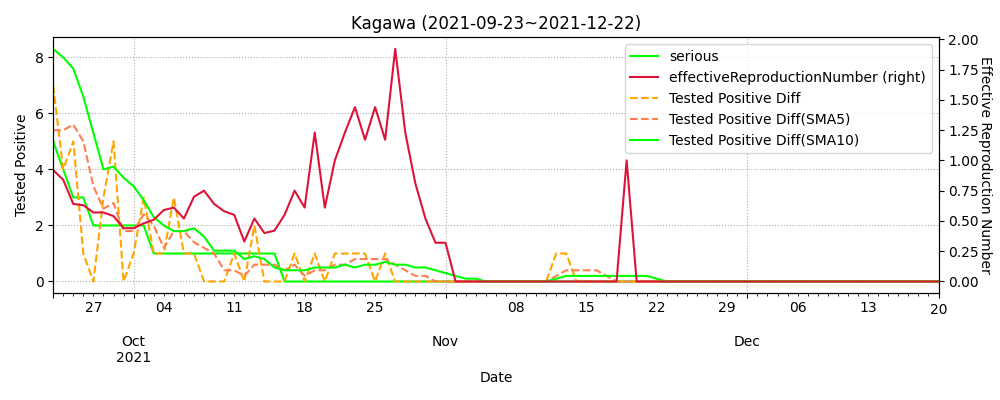 Kagawa (2021-09-23~2021-12-22)
serious
effectiveReproductionNumber (right)
Tested Positive Diff
Tested Positive Diff(SMA5)
Tested Positive Diff(SMA10)
Tested Positive
8
6
4
2
0
Effective Reproduction Number
2.00
1.75
1.50
1.25
1.00
0.75
0.50
0.25
0.00
27 04 11 18 25 08 15 22 29 06 13 20
Oct Nov Dec
2021
Date